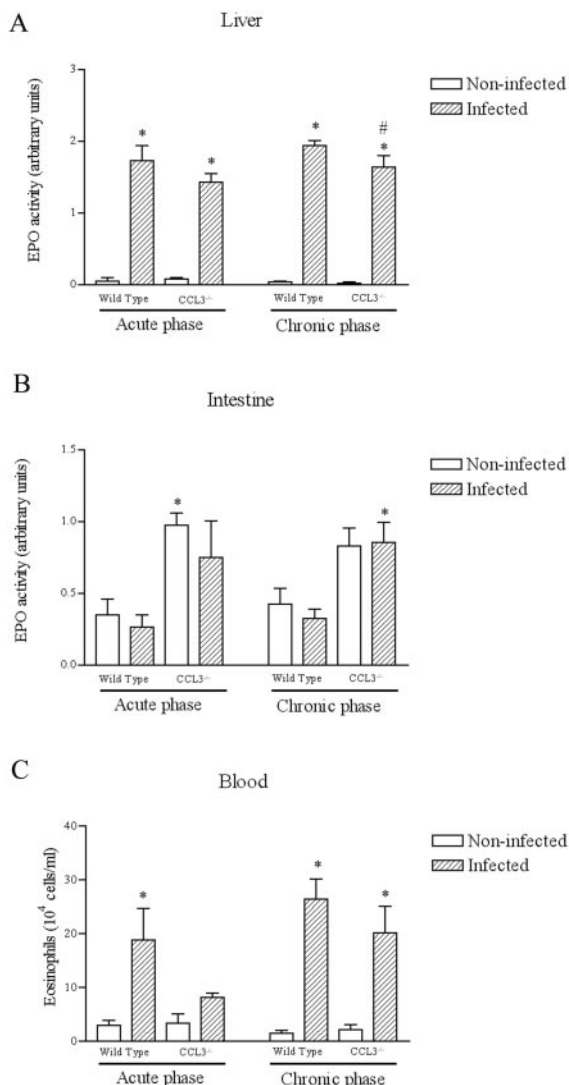 A
Liver
EPO activity (arbitrary units)
3
2
1
0
*
*
*
#
*
Non-infected
Infected
Wild Type
CCL3-/-
Wild Type
CCL3-/-
Acute phase
Chronic phase
B
Intestine
EPO activity (arbitrary units)
1.5
1.0
0.5
0.0
*
*
Non-infected
Infected
Wild Type
CCL3-/-
Wild Type
CCL3-/-
Acute phase
Chronic phase
C
Blood
Eosinophils (10⁴ cells/ml)
40
30
20
10
0
*
*
*
Non-infected
Infected
Wild Type
CCL3-/-
Wild Type
CCL3-/-
Acute phase
Chronic phase